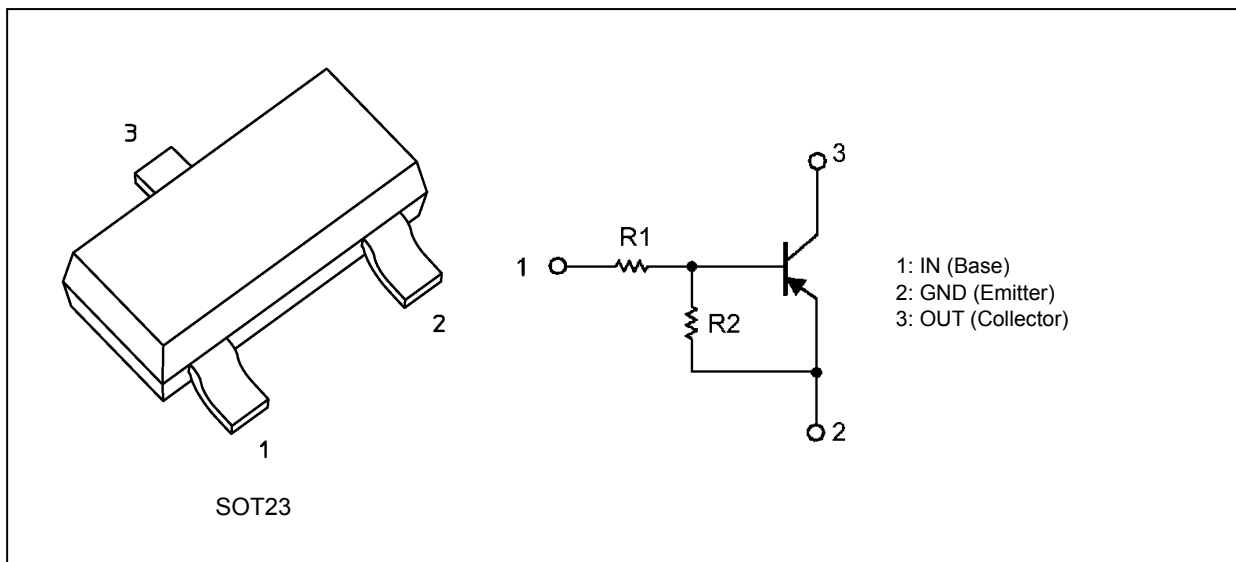 3
2
1
SOT23
3
R1
1
R2
2
1: IN (Base)
2: GND (Emitter)
3: OUT (Collector)